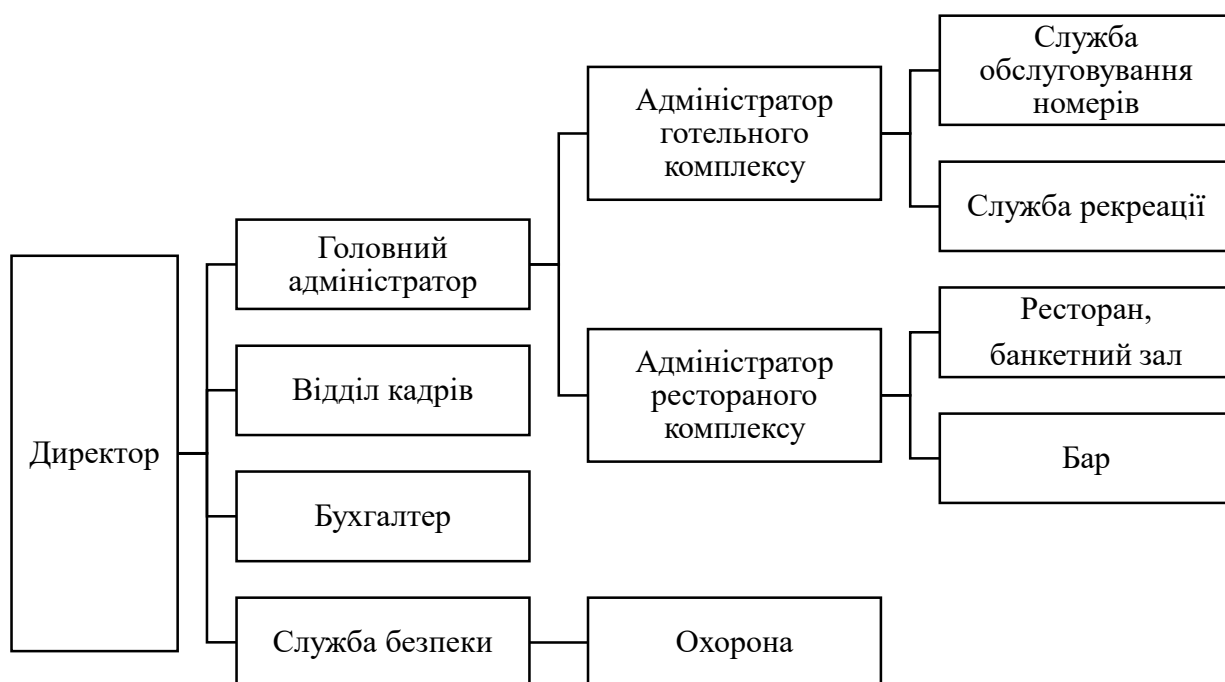 Директор
Головний
адміністратор
Відділ кадрів
Бухгалтер
Служба безпеки
Адміністратор
готельного
комплексу
Адміністратор
рестораного
комплексу
Охорона
Служба
обслуговування
номерів
Служба рекреації
Ресторан,
банкетний зал
Бар